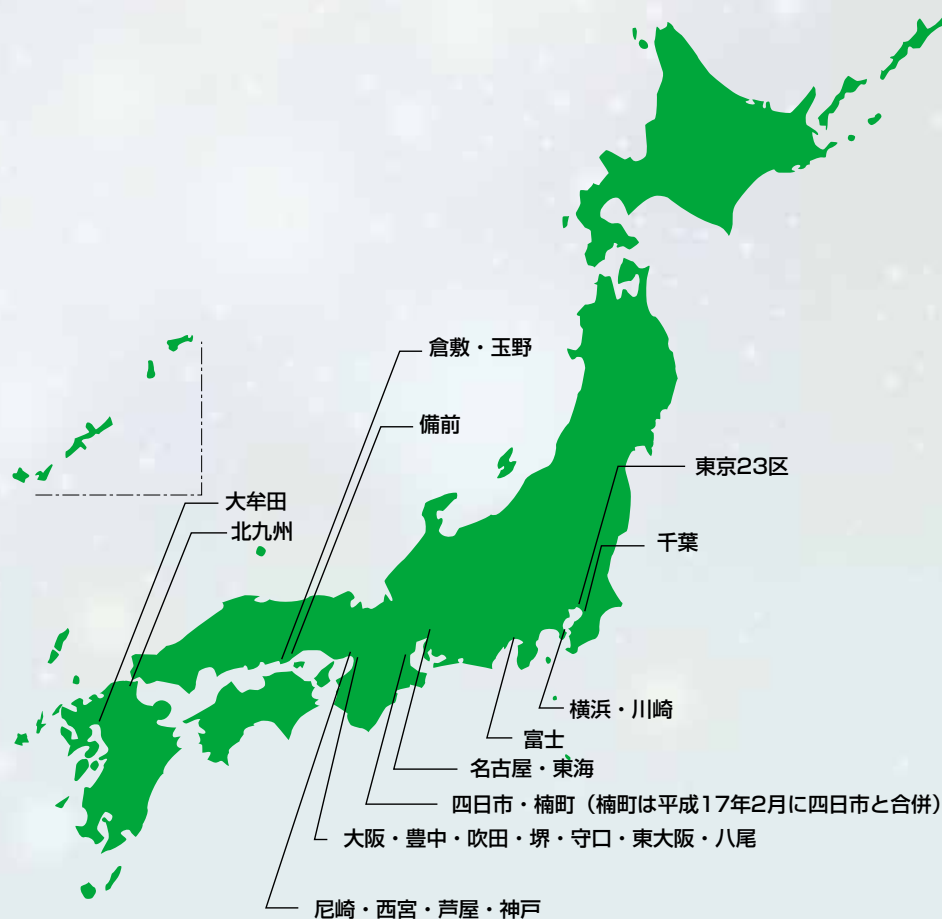 倉敷・玉野
備前
東京23区
大牟田
北九州
千葉
横浜・川崎
富士
名古屋・東海
四日市・楠町（楠町は平成17年2月に四日市と合併）
大阪・豊中・吹田・堺・守口・東大阪・八尾
尼崎・西宮・芦屋・神戸